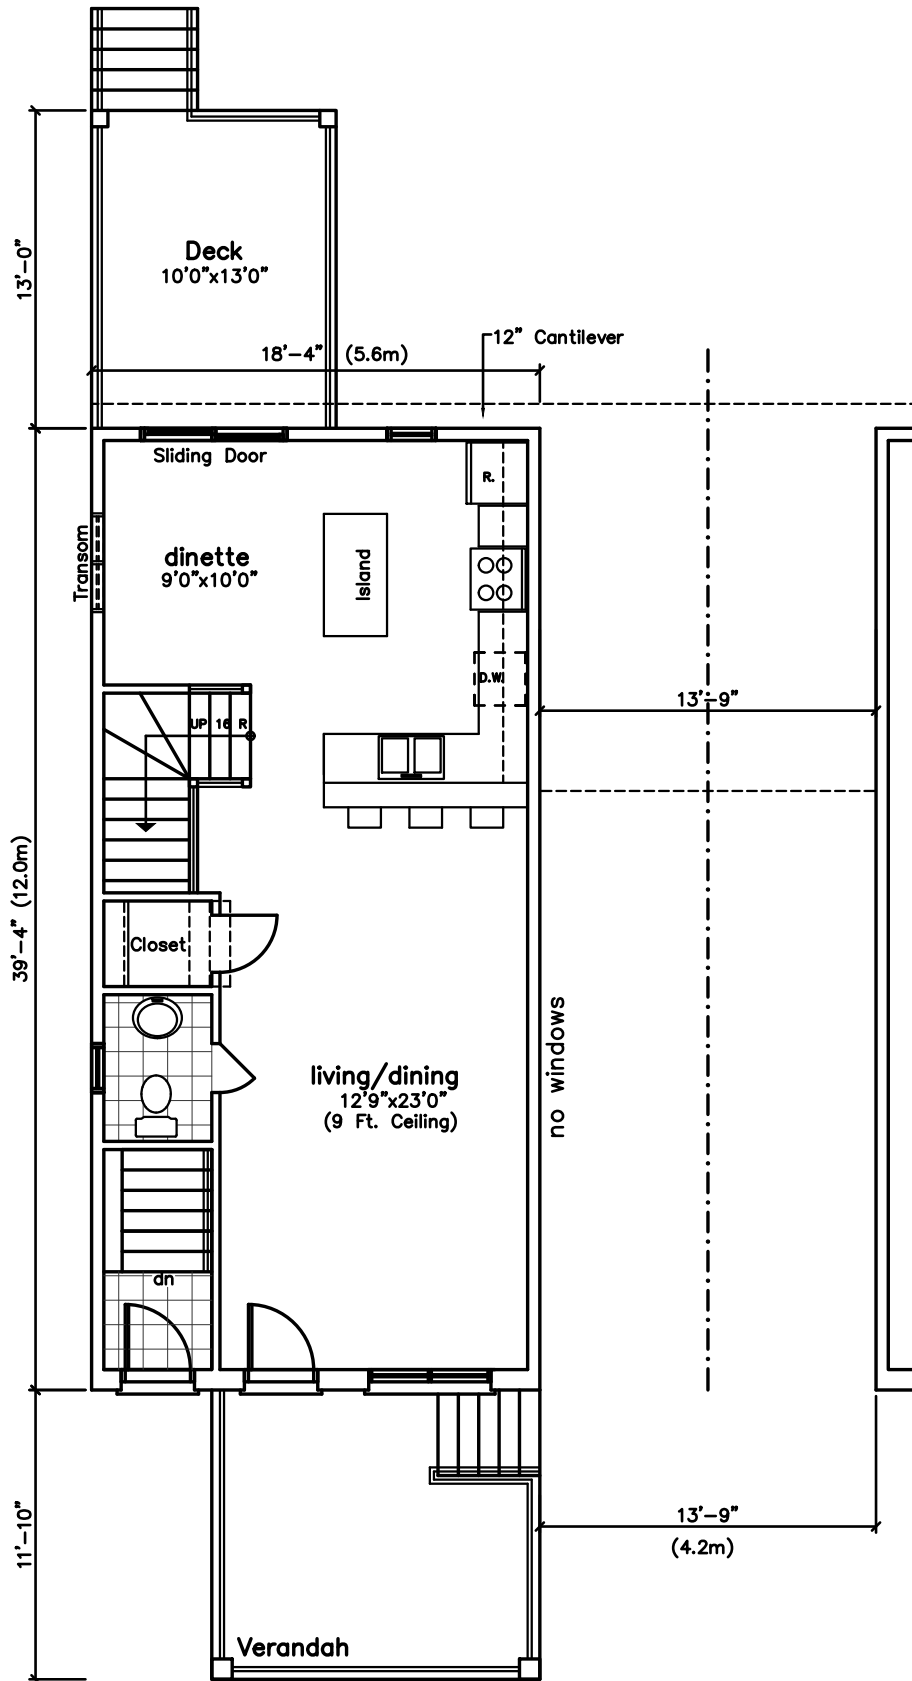 Deck
10'0"x13'0"
13'-0"
12" Cantilever
18'-4" (5.6m)
Sliding Door
R.
Transom
dinette
9'0"x10'0"
Island
D.W.
13'-9"
UP 16 R
39'-4" (12.0m)
Closet
no windows
living/dining
12'9"x23'0"
(9 Ft. Ceiling)
dn
11'-10"
13'-9"
(4.2m)
Verandah